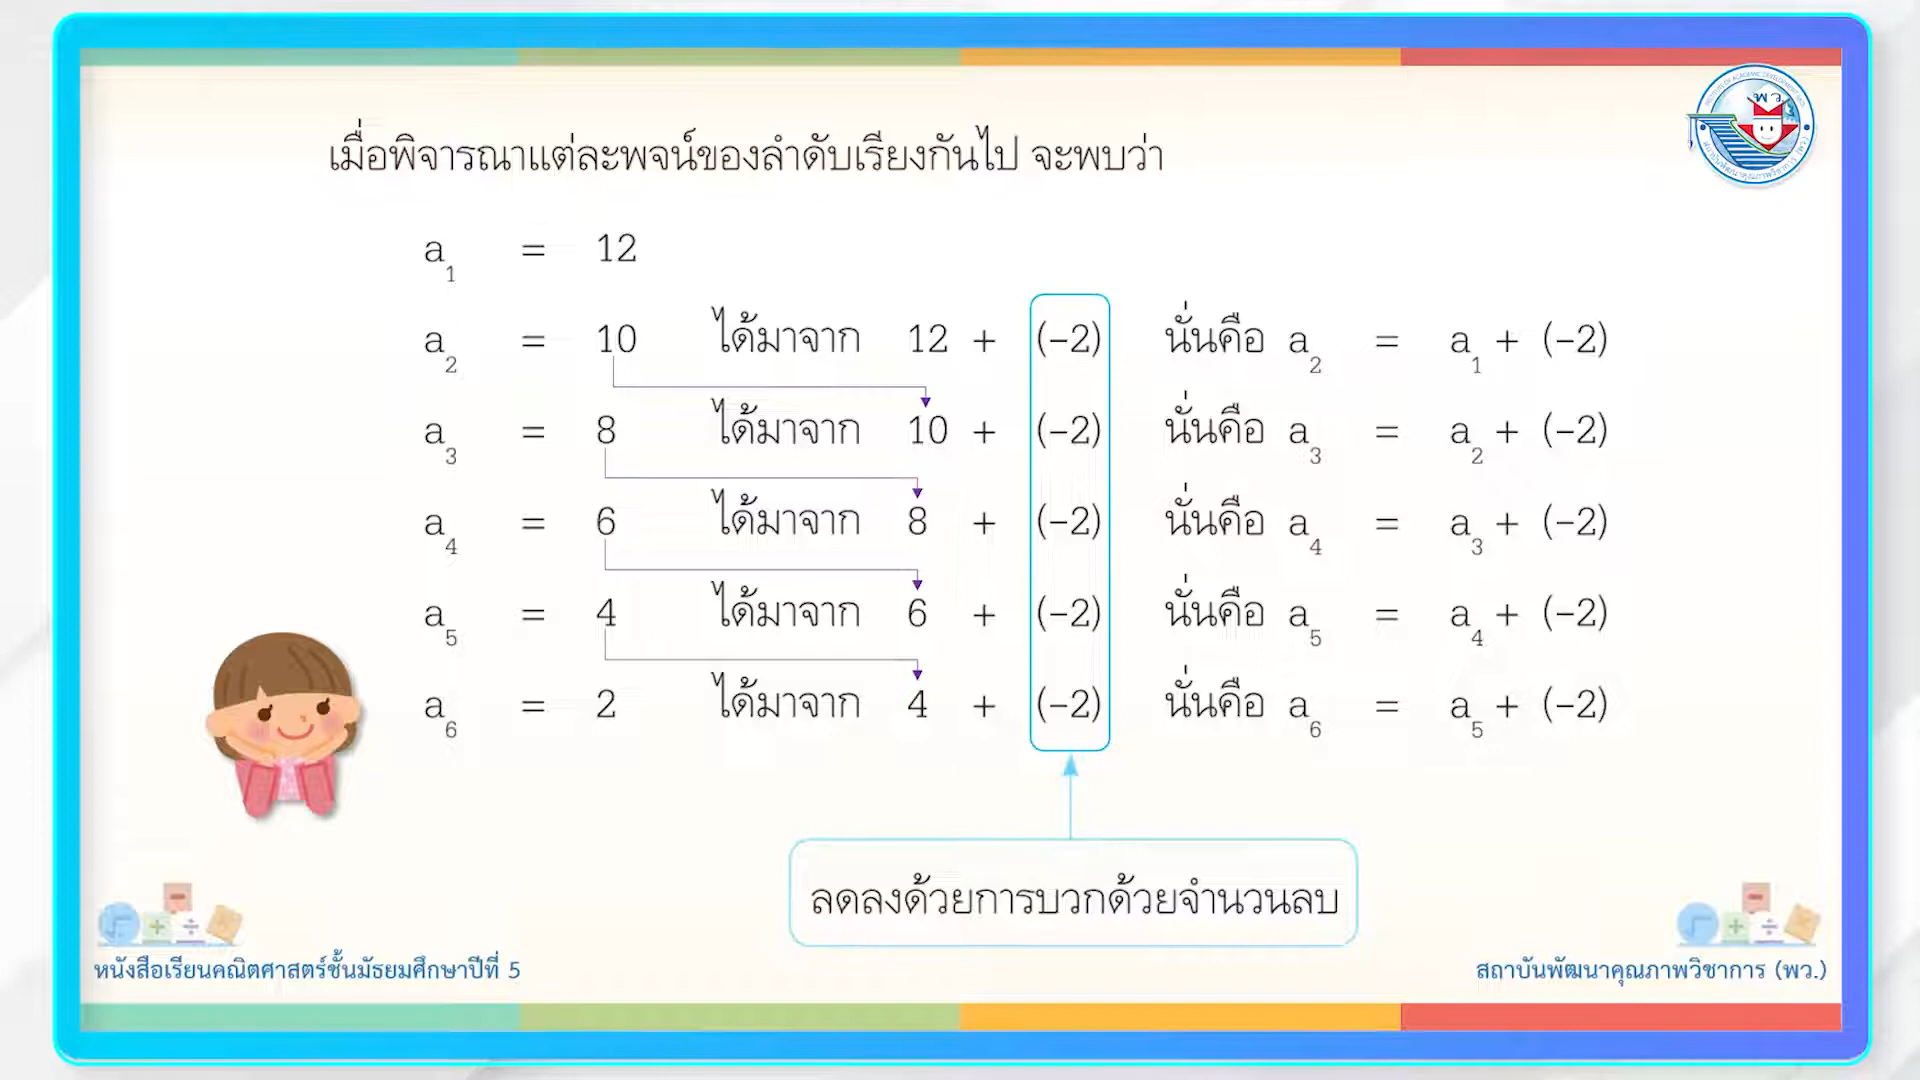 พว.
เมื่อพิจารณาแต่ละพจน์ของลำดับเรียงกันไป จะพบว่า
a₁ = 12
a₂ = 10 ได้มาจาก 12 + (–2) นั่นคือ a₂ = a₁ + (–2)
a₃ = 8 ได้มาจาก 10 + (–2) นั่นคือ a₃ = a₂ + (–2)
a₄ = 6 ได้มาจาก 8 + (–2) นั่นคือ a₄ = a₃ + (–2)
a₅ = 4 ได้มาจาก 6 + (–2) นั่นคือ a₅ = a₄ + (–2)
a₆ = 2 ได้มาจาก 4 + (–2) นั่นคือ a₆ = a₅ + (–2)
ลดลงด้วยการบวกด้วยจำนวนลบ
หนังสือเรียนคณิตศาสตร์ชั้นมัธยมศึกษาปีที่ 5
สถาบันพัฒนาคุณภาพวิชาการ (พว.)